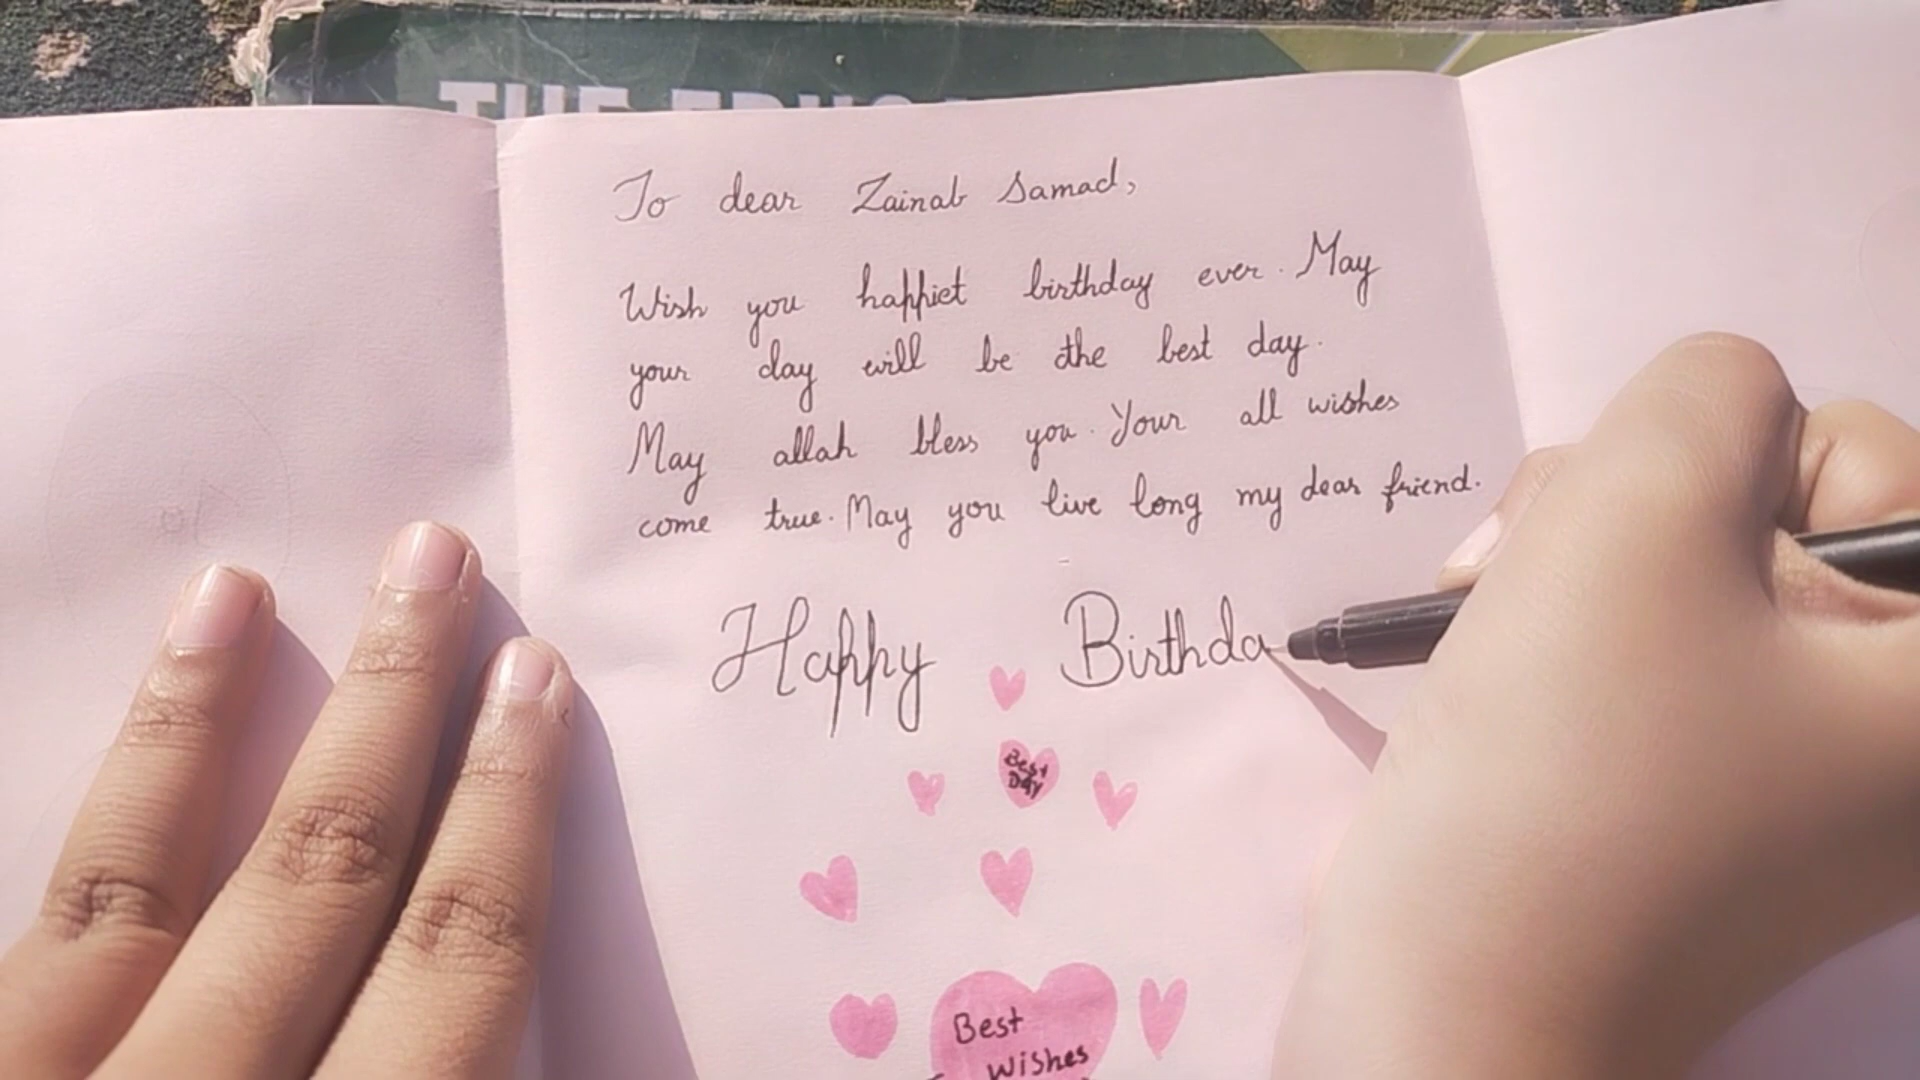 To dear Zainab Samad,
Wish you happiet birthday ever. May
your day will be the best day.
May allah bless you. Your all wishes
come true. May you live long my dear friend.
Happy Birthda
Best
Day
Best
Wishes